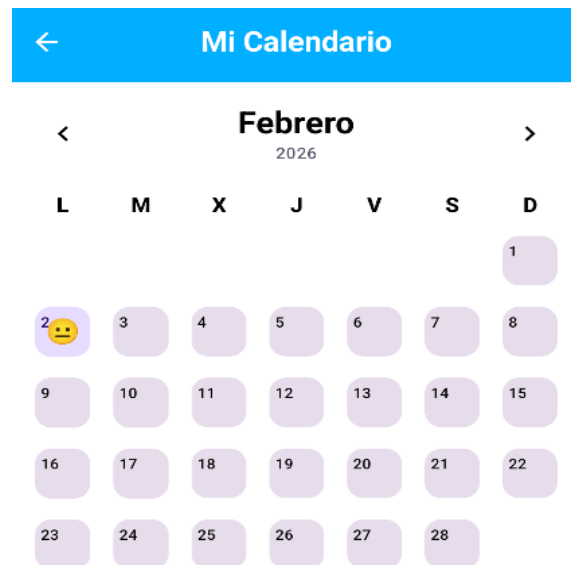 ← Mi Calendario
< Febrero >
2026
L M X J V S D
1
2 😐 3 4 5 6 7 8
9 10 11 12 13 14 15
16 17 18 19 20 21 22
23 24 25 26 27 28